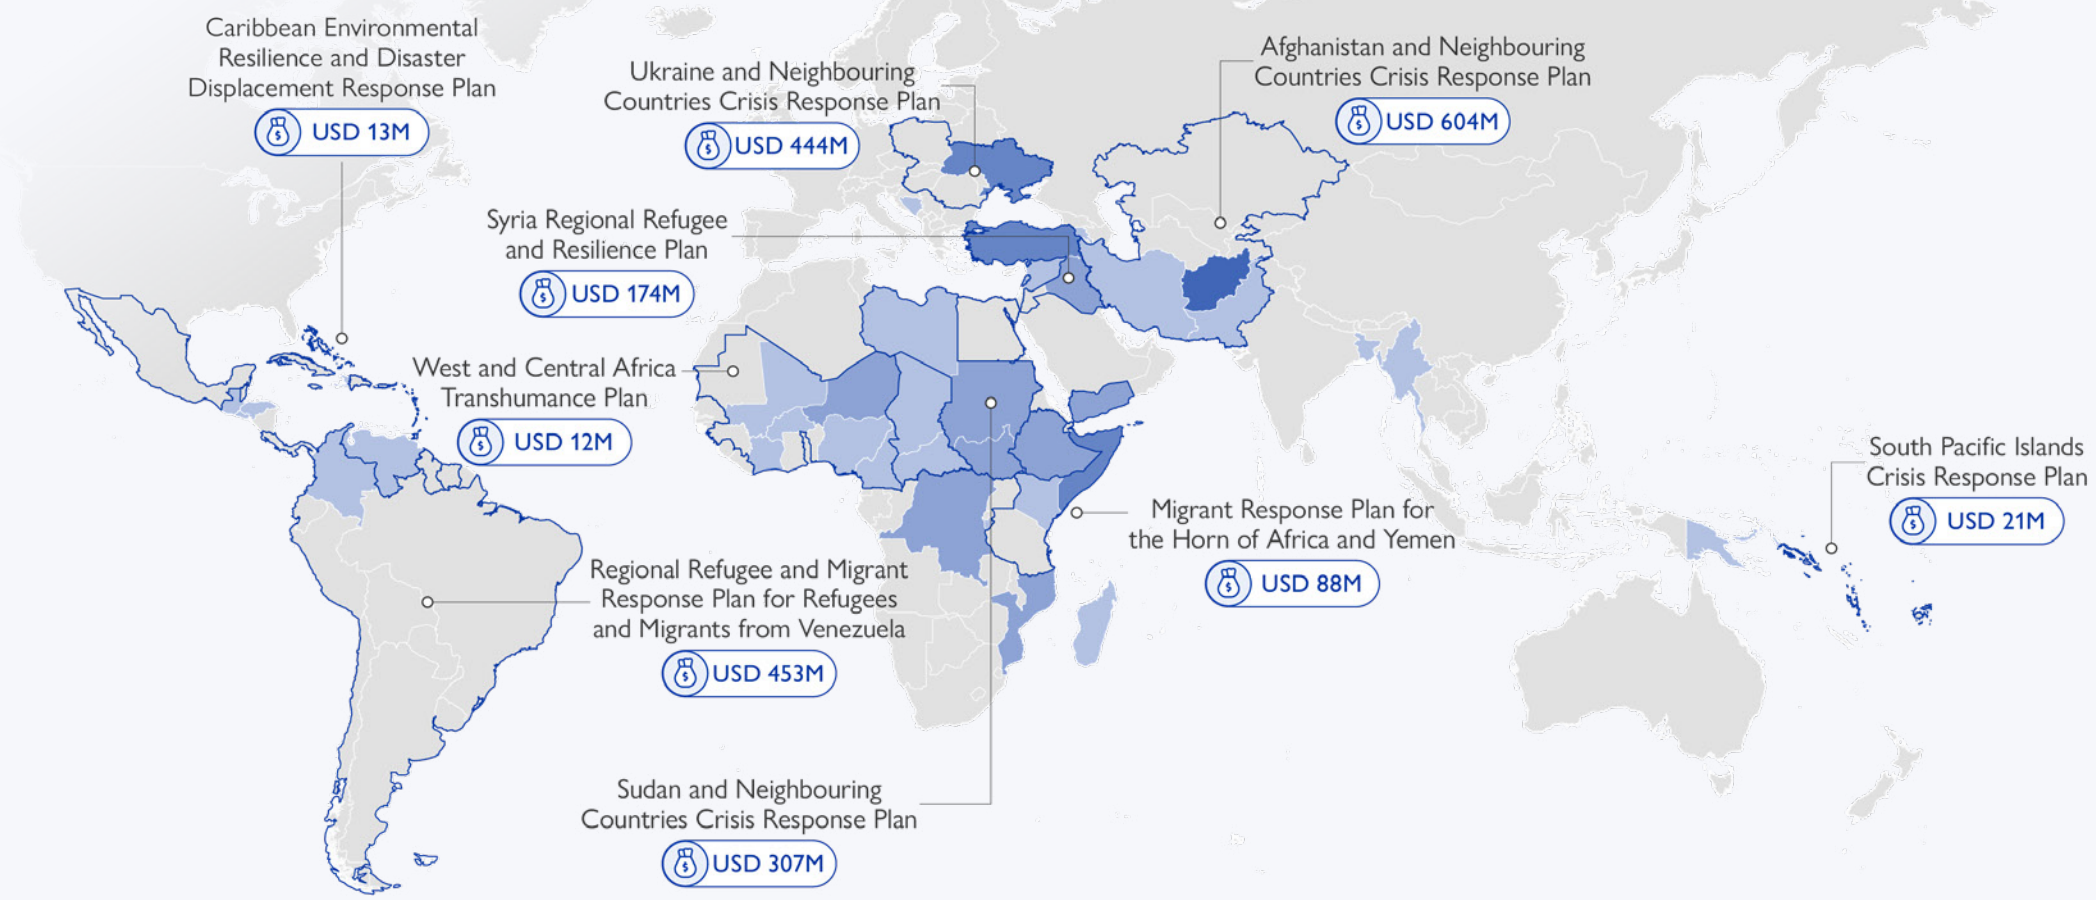 Caribbean Environmental
Resilience and Disaster
Displacement Response Plan
USD 13M
Ukraine and Neighbouring
Countries Crisis Response Plan
USD 444M
Afghanistan and Neighbouring
Countries Crisis Response Plan
USD 604M
Syria Regional Refugee
and Resilience Plan
USD 174M
West and Central Africa
Transhumance Plan
USD 12M
South Pacific Islands
Crisis Response Plan
USD 21M
Migrant Response Plan for
the Horn of Africa and Yemen
USD 88M
Regional Refugee and Migrant
Response Plan for Refugees
and Migrants from Venezuela
USD 453M
Sudan and Neighbouring
Countries Crisis Response Plan
USD 307M